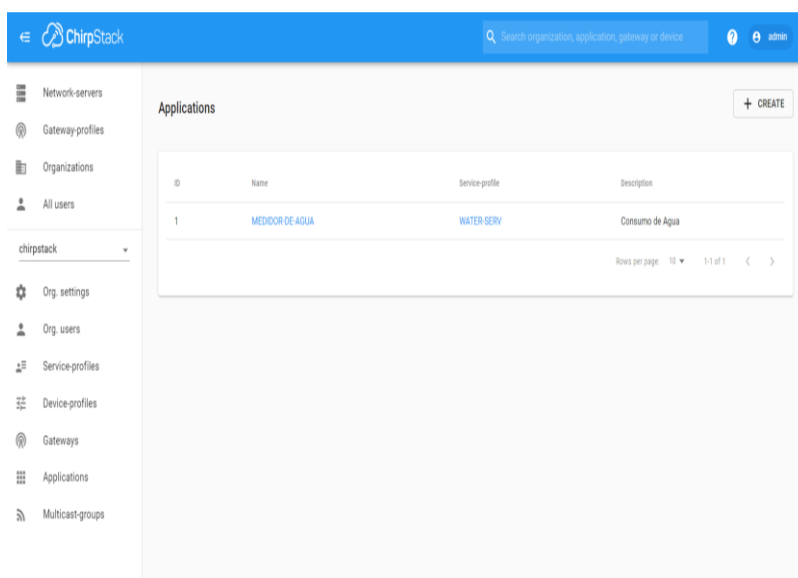 ChirpStack
Search organization, application, gateway or device
? admin
Network-servers
Gateway-profiles
Organizations
All users
chirpstack
Org. settings
Org. users
Service-profiles
Device-profiles
Gateways
Applications
Multicast-groups
Applications
+ CREATE
ID Name Service-profile Description
1 MEDIDOR-DE-AGUA WATER-SERV Consumo de Agua
Rows per page: 10 1-1 of 1